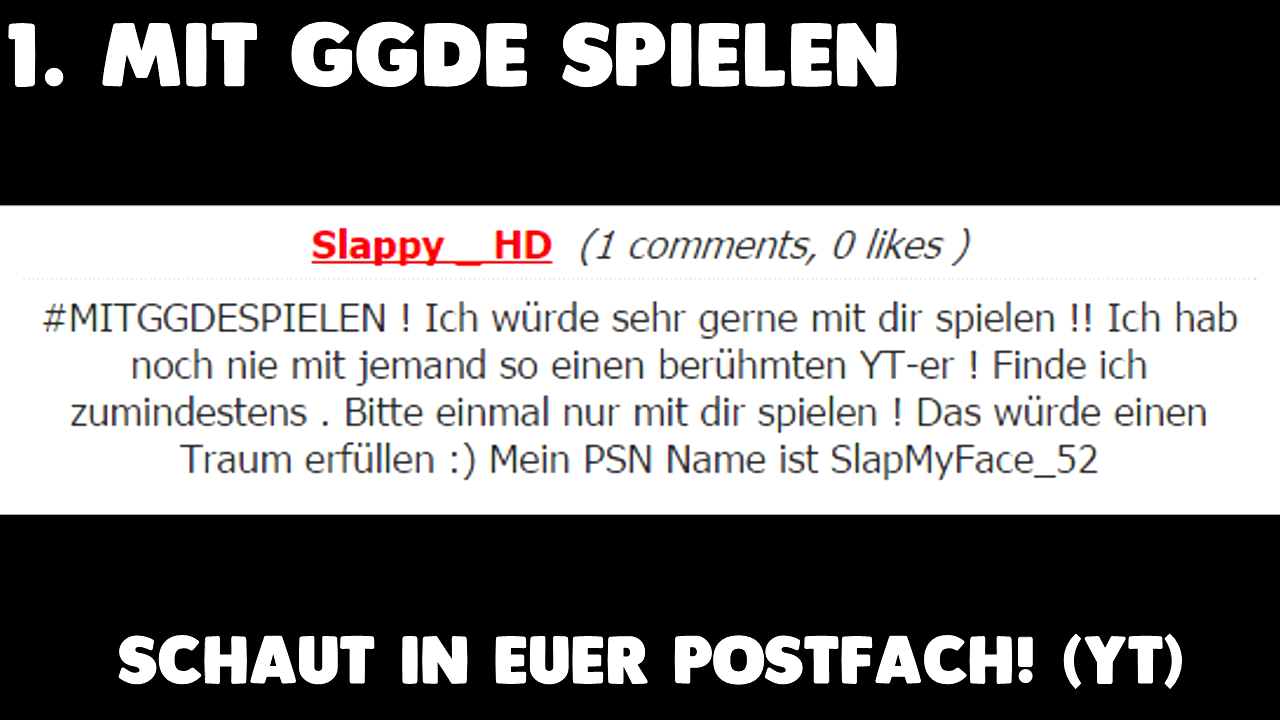 1. MIT GGDE SPIELEN
Slappy _ HD (1 comments, 0 likes )
#MITGGDESPIELEN ! Ich würde sehr gerne mit dir spielen !! Ich hab
noch nie mit jemand so einen berühmten YT-er ! Finde ich
zumindestens . Bitte einmal nur mit dir spielen ! Das würde einen
Traum erfüllen :) Mein PSN Name ist SlapMyFace_52
SCHAUT IN EUER POSTFACH! (YT)